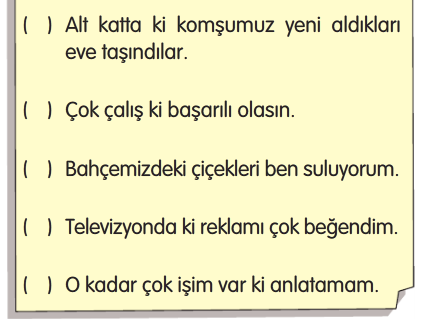 ( ) Alt katta ki komşumuz yeni aldıkları
eve taşındılar.
( ) Çok çalış ki başarılı olasın.
( ) Bahçemizdeki çiçekleri ben suluyorum.
( ) Televizyonda ki reklamı çok beğendim.
( ) O kadar çok işim var ki anlatamam.